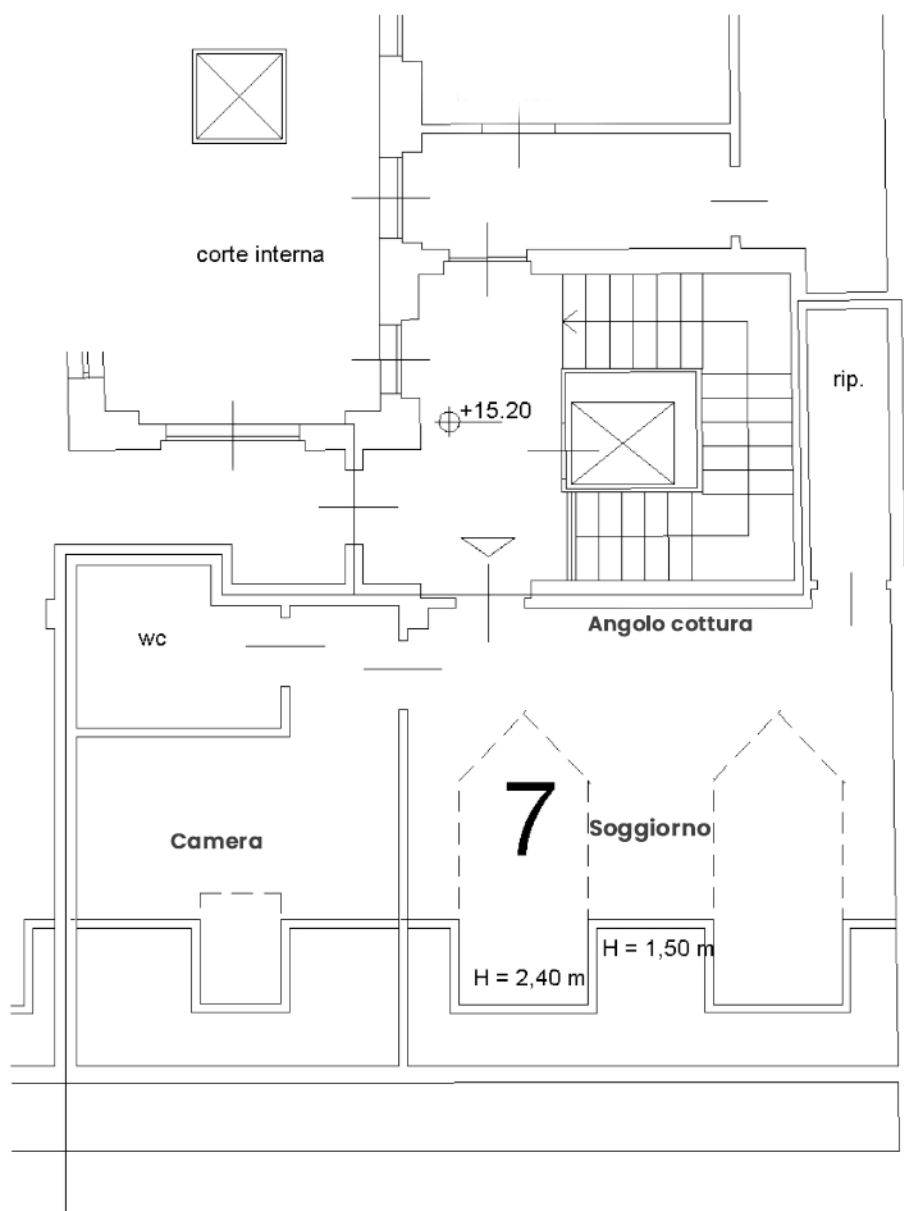 corte interna
+15.20
rip.
Angolo cottura
wc
7
Soggiorno
Camera
H = 1,50 m
H = 2,40 m